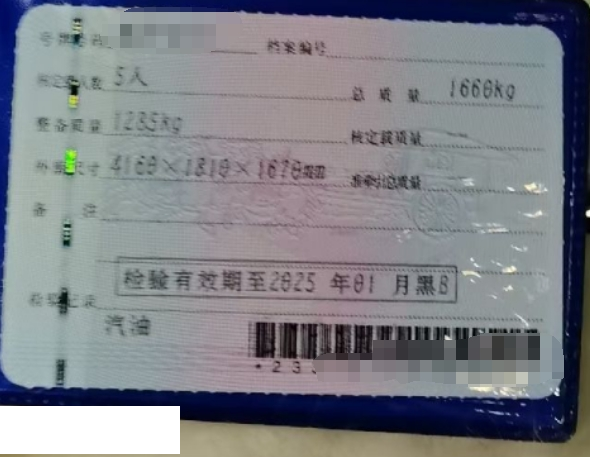 号牌号码 档案编号
核定载人数 5人 总质量 1660kg
整备质量 1285kg 核定载质量
外廓尺寸 4160×1810×1670mm 准牵引总质量
备注
检验有效期至2025年01月黑B
检验记录
汽油
*23